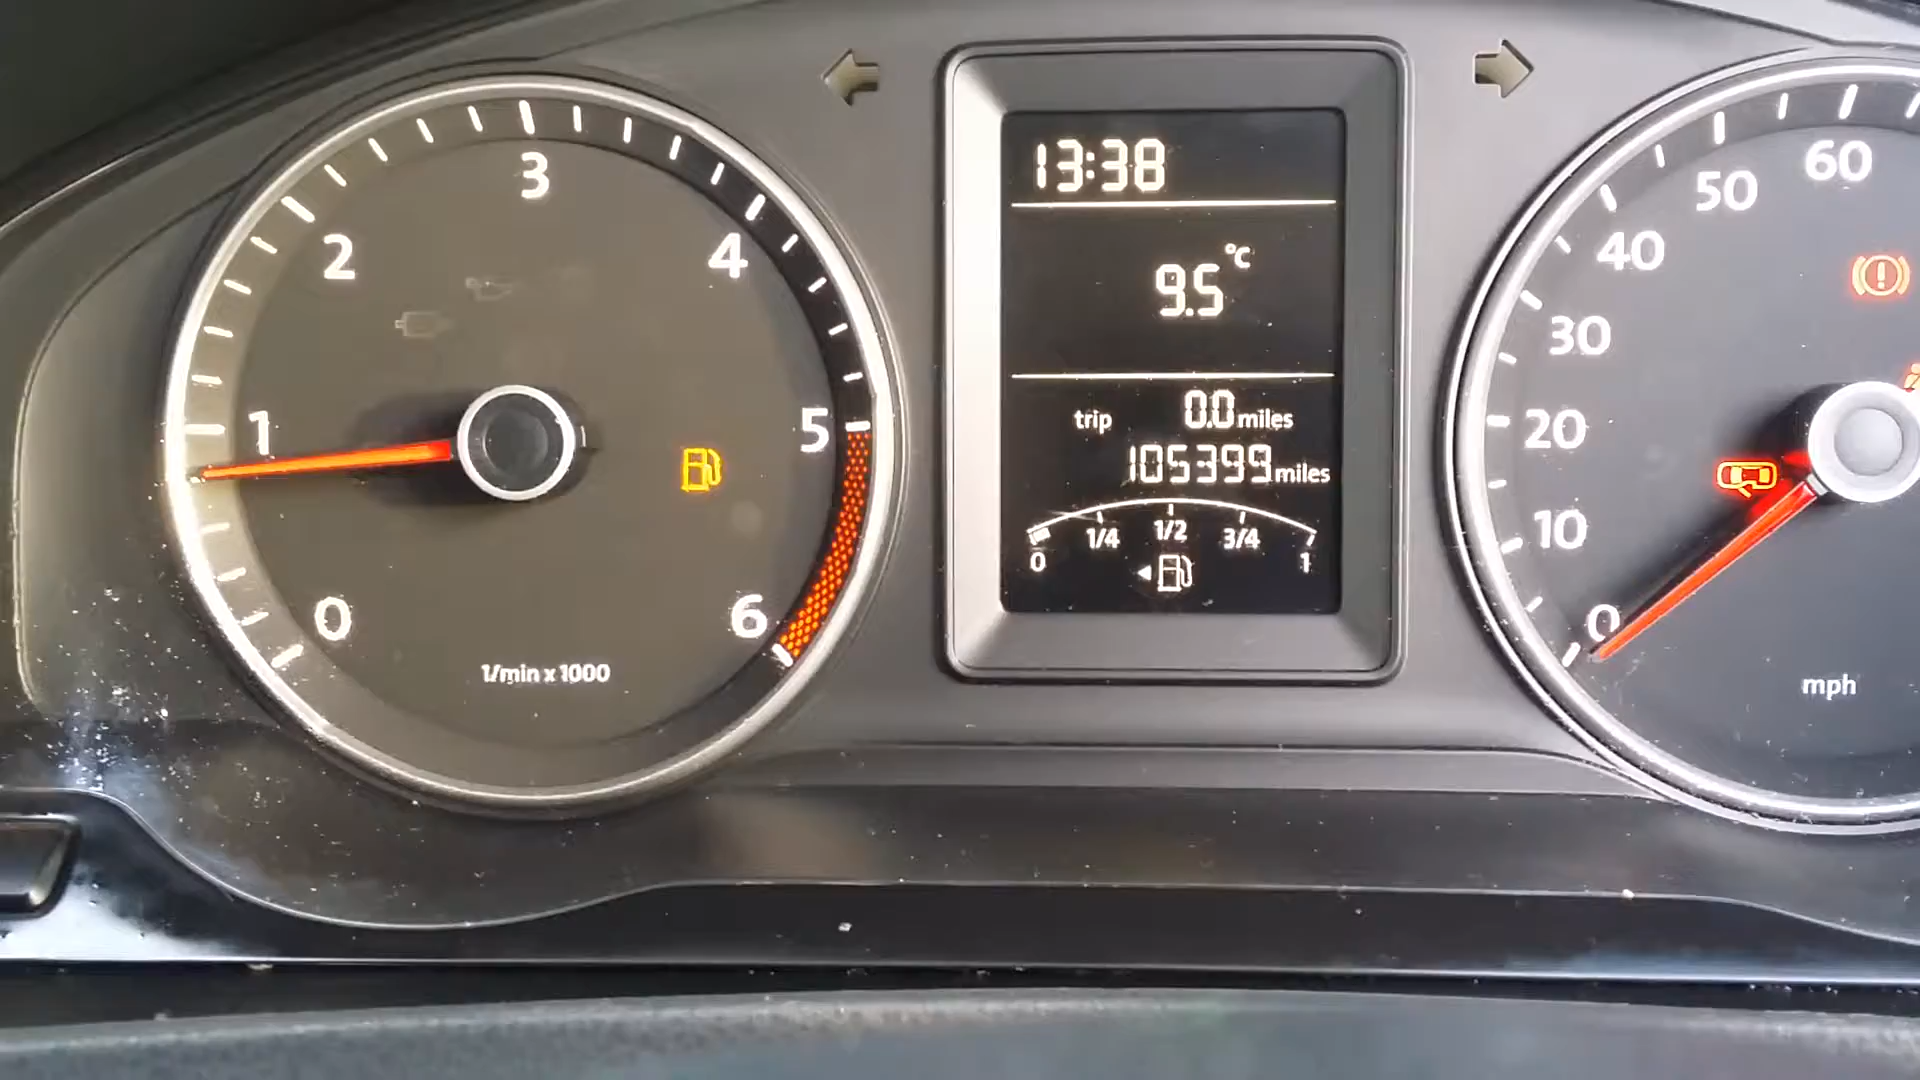 0 1 2 3 4 5 6
1/min x 1000
13:38
9.5 °C
trip 0.0 miles
105399 miles
0 1/4 1/2 3/4 1
0 10 20 30 40 50 60
mph